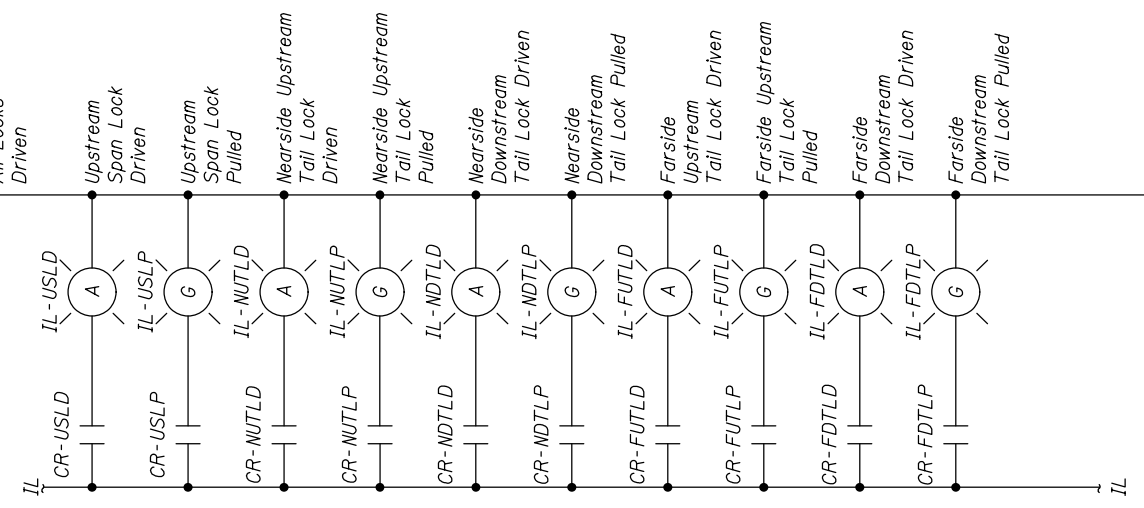 Driven
IL
CR-USLD
IL-USLD
A
Upstream
Span Lock
Driven
CR-USLP
IL-USLP
G
Upstream
Span Lock
Pulled
CR-NUTLD
IL-NUTLD
A
Nearside Upstream
Tail Lock
Driven
CR-NUTLP
IL-NUTLP
G
Nearside Upstream
Tail Lock
Pulled
CR-NDTLD
IL-NDTLD
A
Nearside
Downstream
Tail Lock Driven
CR-NDTLP
IL-NDTLP
G
Nearside
Downstream
Tail Lock Pulled
CR-FUTLD
IL-FUTLD
A
Farside
Upstream
Tail Lock Driven
CR-FUTLP
IL-FUTLP
G
Farside Upstream
Tail Lock
Pulled
CR-FDTLD
IL-FDTLD
A
Farside
Downstream
Tail Lock Driven
CR-FDTLP
IL-FDTLP
G
Farside
Downstream
Tail Lock Pulled
IL